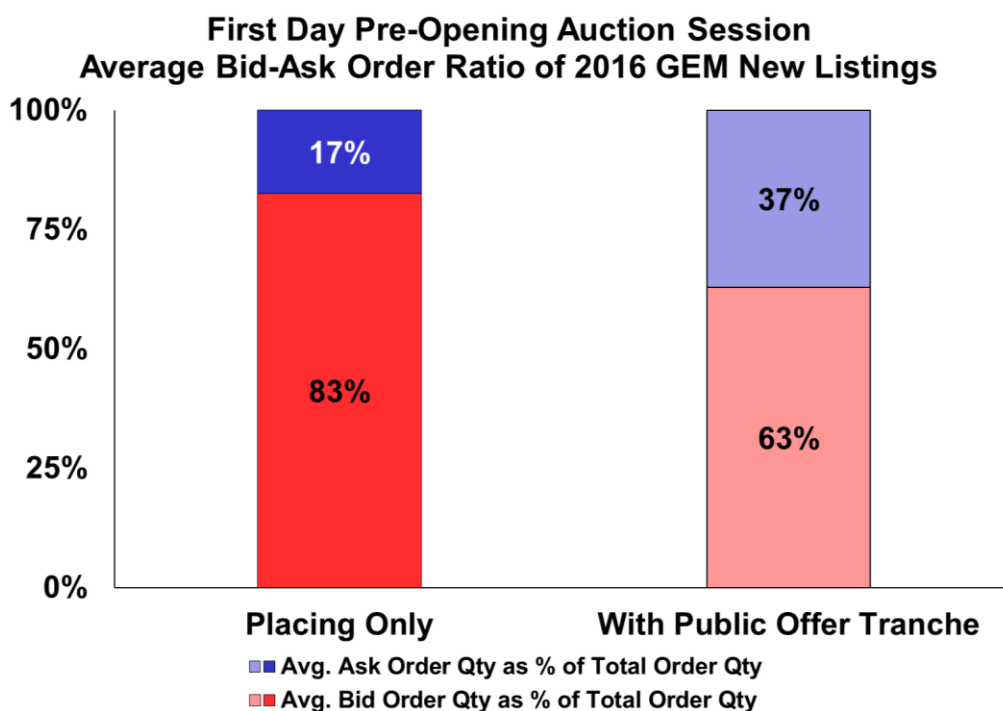 First Day Pre-Opening Auction Session
Average Bid-Ask Order Ratio of 2016 GEM New Listings
100%
17%
37%
75%
50%
83%
63%
25%
0%
Placing Only
With Public Offer Tranche
Avg. Ask Order Qty as % of Total Order Qty
Avg. Bid Order Qty as % of Total Order Qty